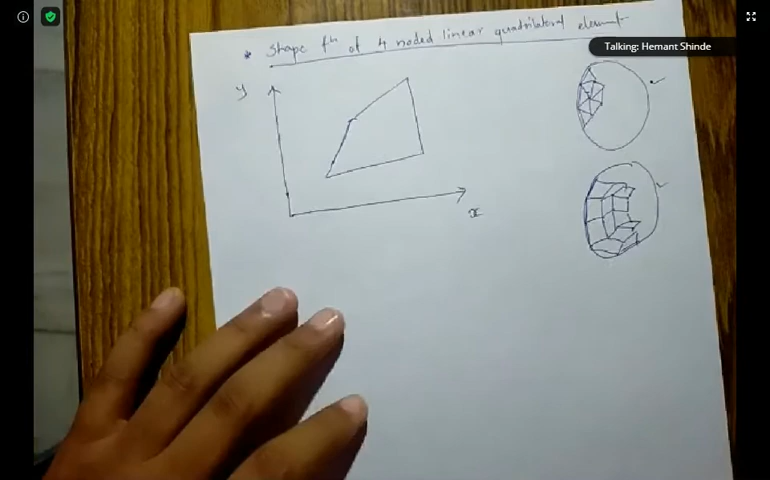 * Shape fⁿ of 4 noded linear quadrilateral element
Talking: Hemant Shinde
y
x